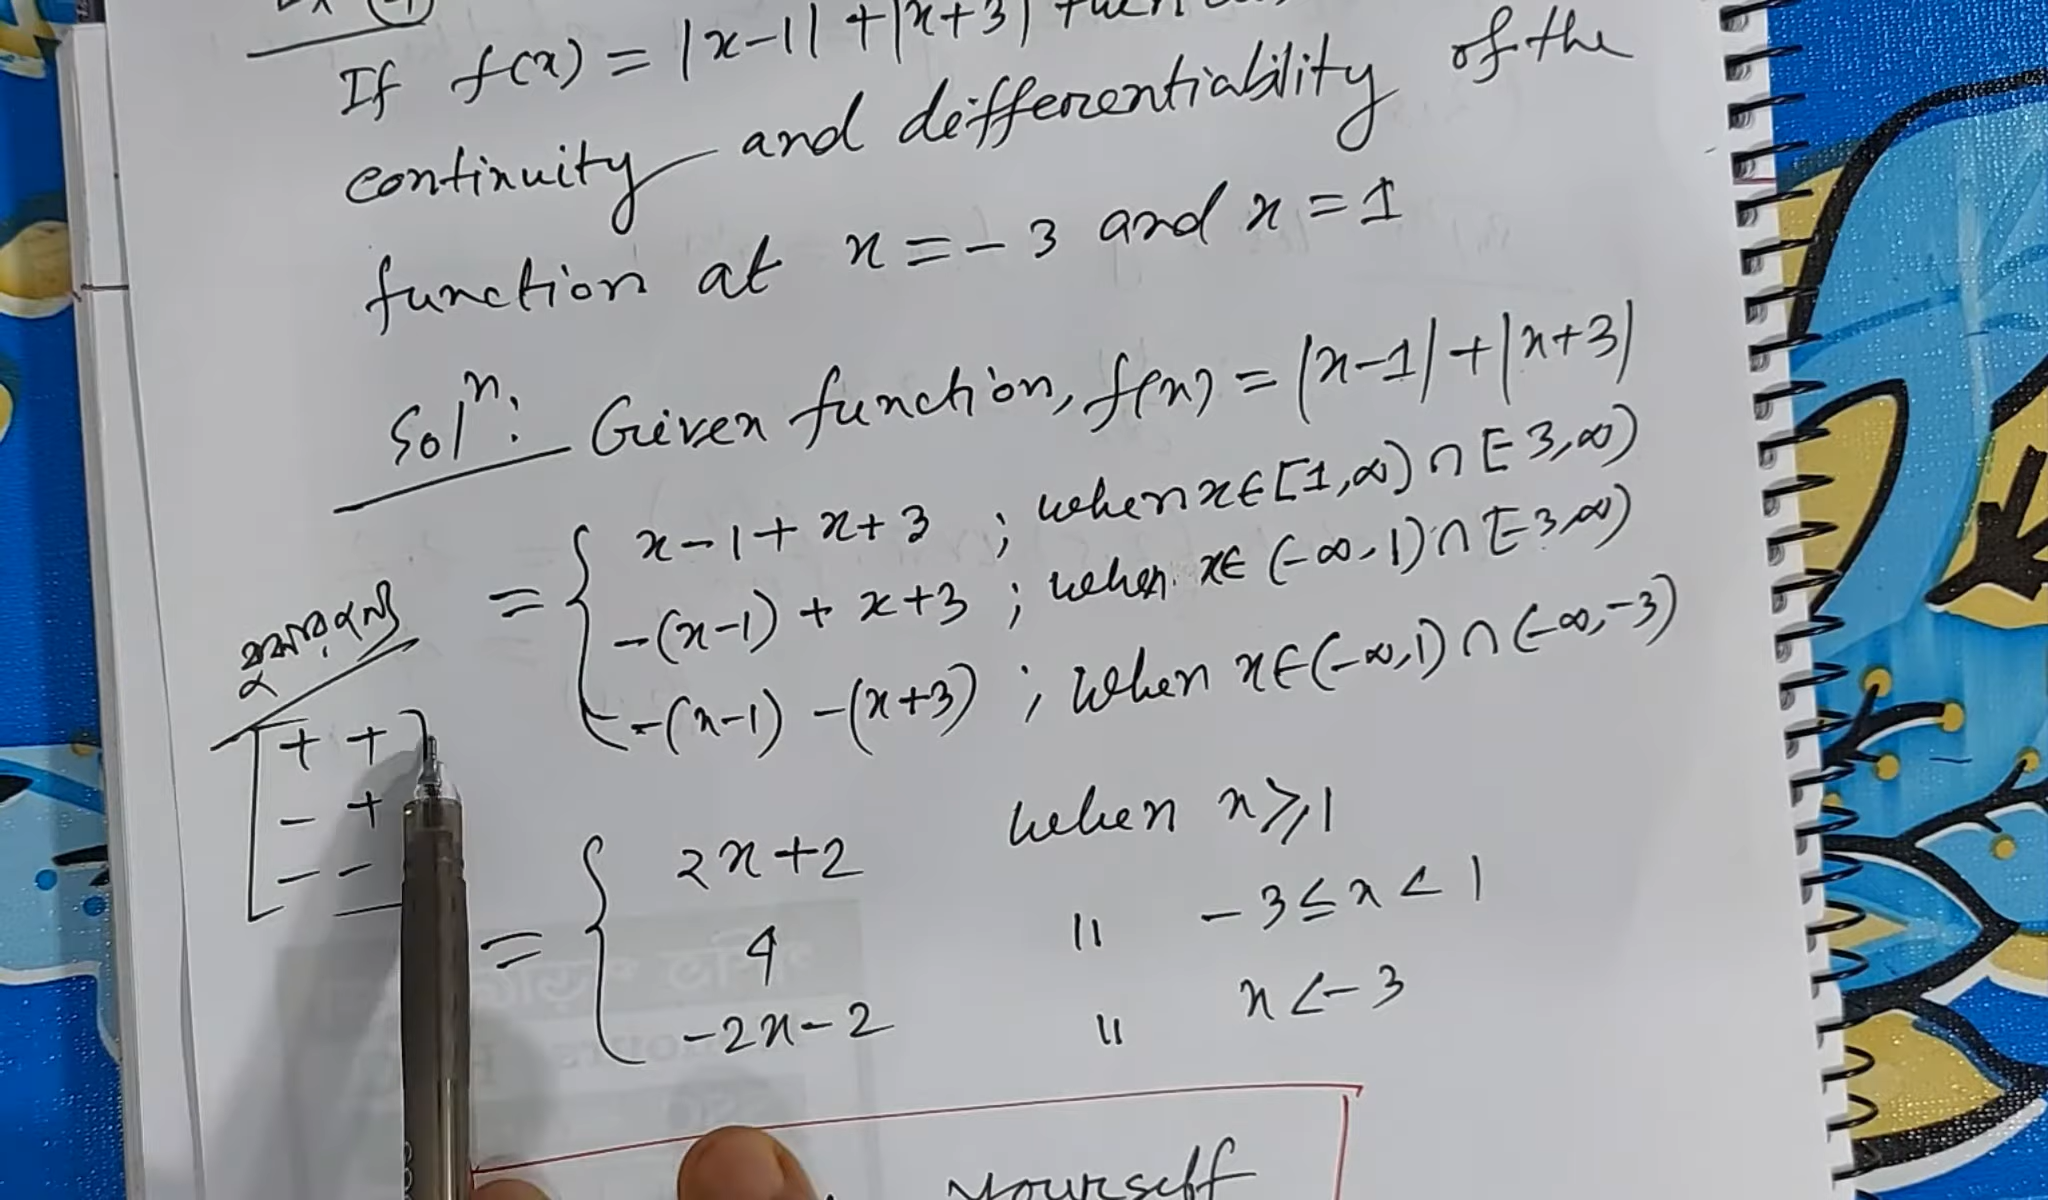 If f(x) = |x-1| + |x+3| then
continuity and differentiability of the
function at x = -3 and x = 1
Solⁿ: Given function, f(x) = |x-1| + |x+3|
= { x-1 + x+3 ; when x ∈ [1,∞) ∩ [-3,∞)
-(x-1) + x+3 ; when x ∈ (-∞,1) ∩ [-3,∞)
-(x-1) -(x+3) ; when x ∈ (-∞,1) ∩ (-∞,-3)
+ +
- +
- -
= { 2x+2 when x ≥ 1
4 " -3 ≤ x < 1
-2x-2 " x < -3
yourself